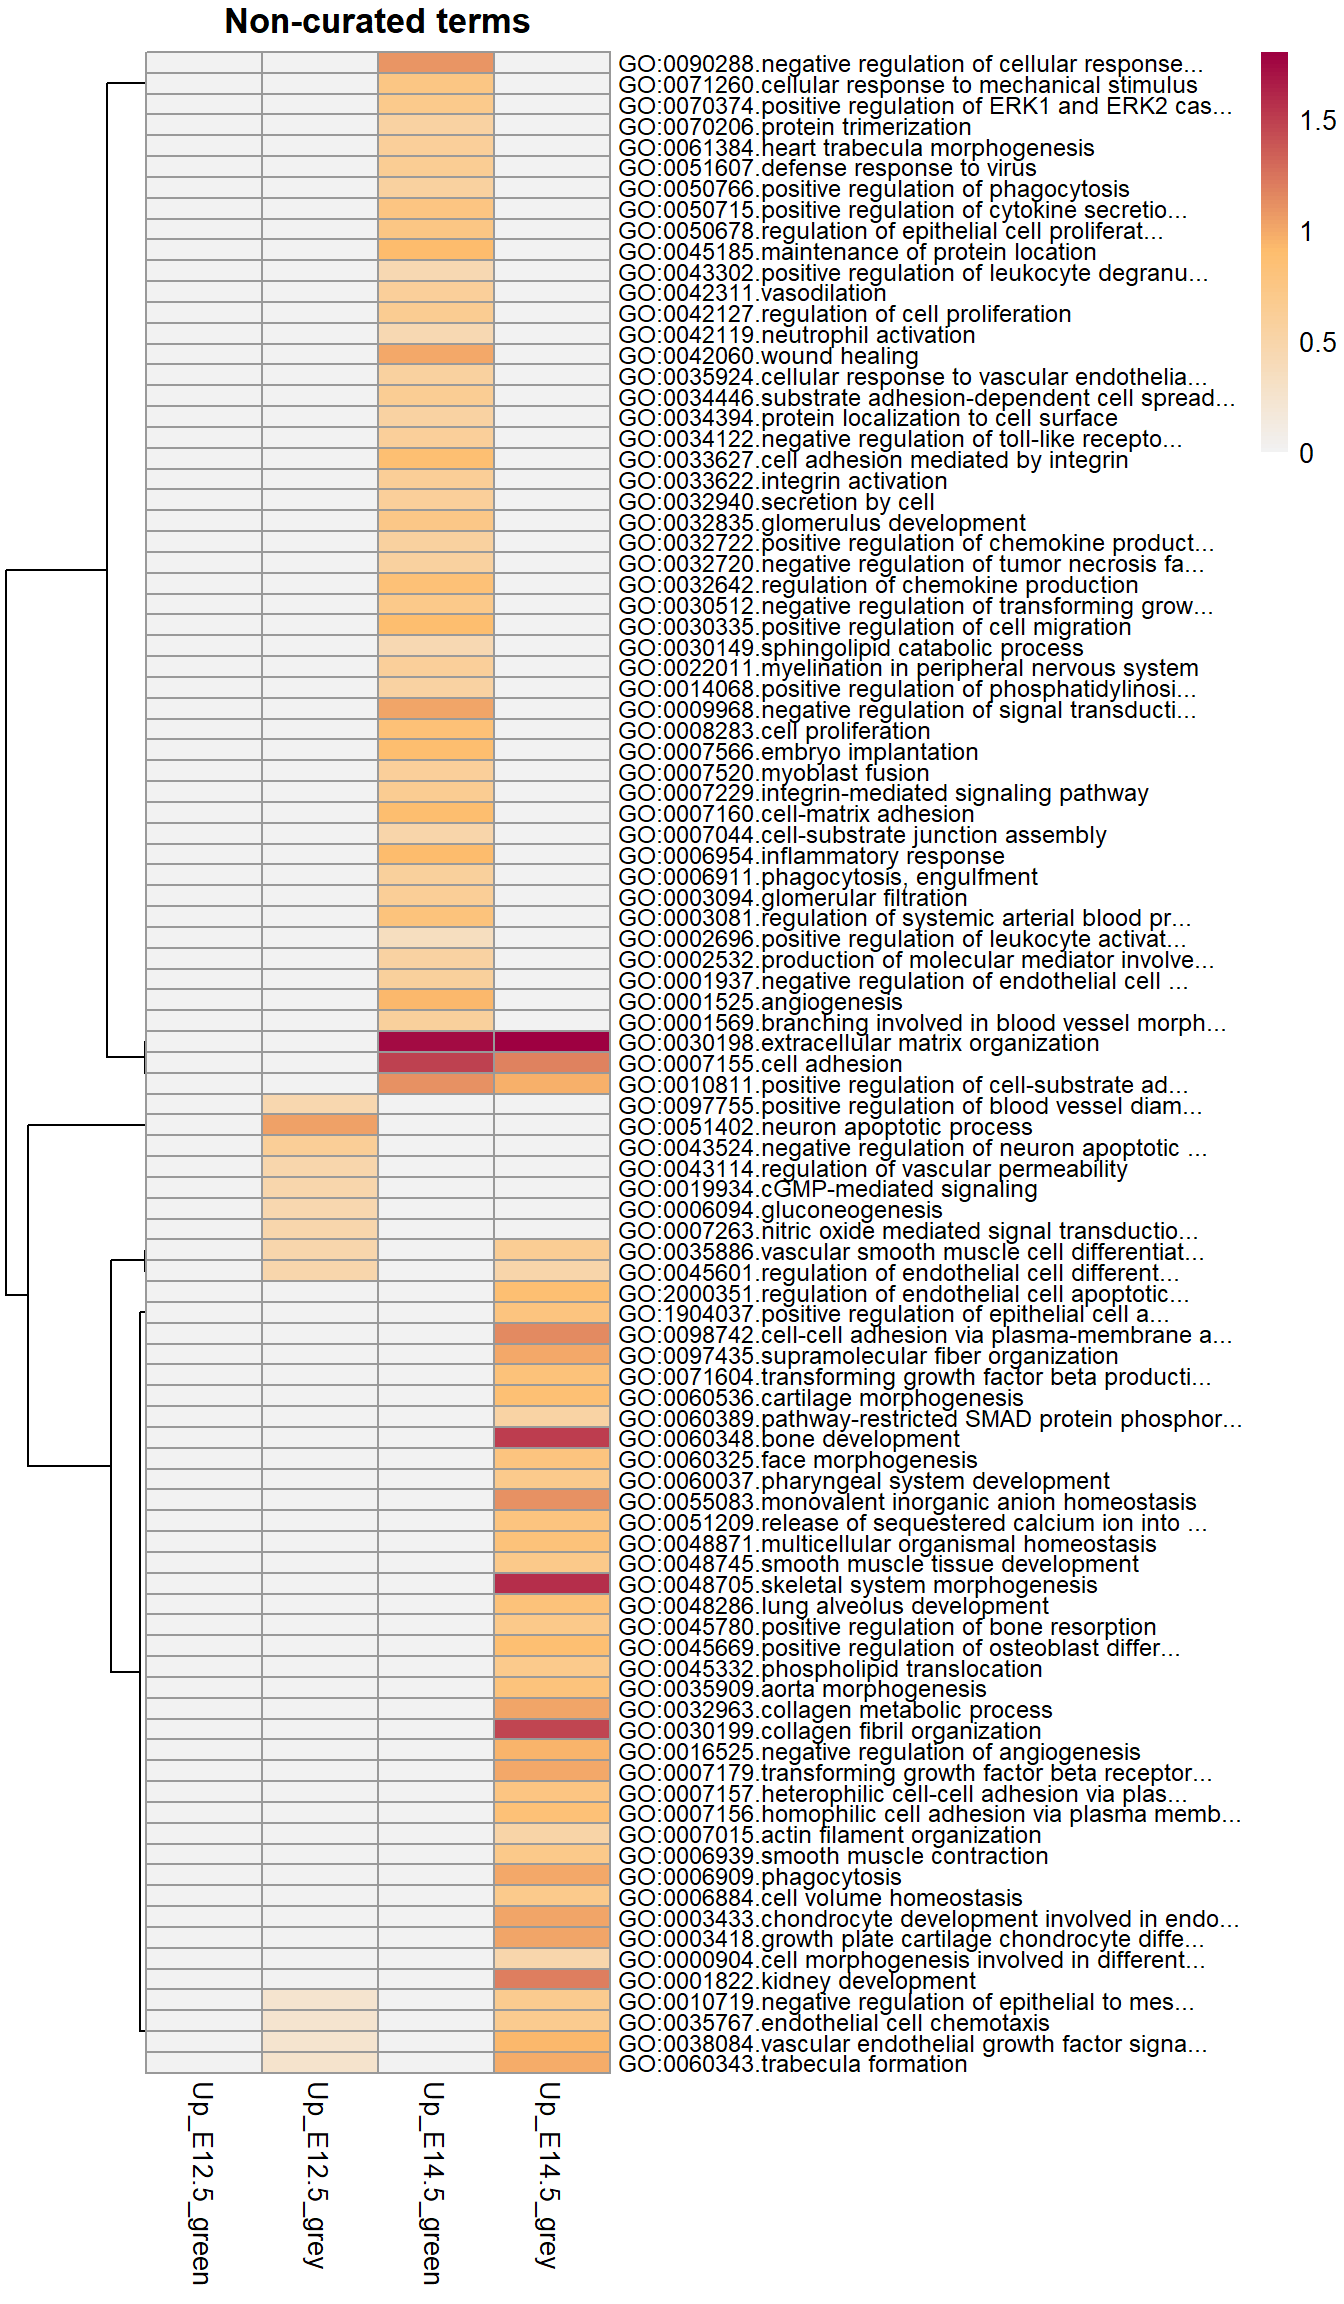 Non-curated terms
GO:0090288.negative regulation of cellular response...
GO:0071260.cellular response to mechanical stimulus
GO:0070374.positive regulation of ERK1 and ERK2 cas...
GO:0070206.protein trimerization
GO:0061384.heart trabecula morphogenesis
GO:0051607.defense response to virus
GO:0050766.positive regulation of phagocytosis
GO:0050715.positive regulation of cytokine secretio...
GO:0050678.regulation of epithelial cell proliferat...
GO:0045185.maintenance of protein location
GO:0043302.positive regulation of leukocyte degranu...
GO:0042311.vasodilation
GO:0042127.regulation of cell proliferation
GO:0042119.neutrophil activation
GO:0042060.wound healing
GO:0035924.cellular response to vascular endothelia...
GO:0034446.substrate adhesion-dependent cell spread...
GO:0034394.protein localization to cell surface
GO:0034122.negative regulation of toll-like recepto...
GO:0033627.cell adhesion mediated by integrin
GO:0033622.integrin activation
GO:0032940.secretion by cell
GO:0032835.glomerulus development
GO:0032722.positive regulation of chemokine product...
GO:0032720.negative regulation of tumor necrosis fa...
GO:0032642.regulation of chemokine production
GO:0030512.negative regulation of transforming grow...
GO:0030335.positive regulation of cell migration
GO:0030149.sphingolipid catabolic process
GO:0022011.myelination in peripheral nervous system
GO:0014068.positive regulation of phosphatidylinosi...
GO:0009968.negative regulation of signal transducti...
GO:0008283.cell proliferation
GO:0007566.embryo implantation
GO:0007520.myoblast fusion
GO:0007229.integrin-mediated signaling pathway
GO:0007160.cell-matrix adhesion
GO:0007044.cell-substrate junction assembly
GO:0006954.inflammatory response
GO:0006911.phagocytosis, engulfment
GO:0003094.glomerular filtration
GO:0003081.regulation of systemic arterial blood pr...
GO:0002696.positive regulation of leukocyte activat...
GO:0002532.production of molecular mediator involve...
GO:0001937.negative regulation of endothelial cell ...
GO:0001525.angiogenesis
GO:0001569.branching involved in blood vessel morph...
GO:0030198.extracellular matrix organization
GO:0007155.cell adhesion
GO:0010811.positive regulation of cell-substrate ad...
GO:0097755.positive regulation of blood vessel diam...
GO:0051402.neuron apoptotic process
GO:0043524.negative regulation of neuron apoptotic ...
GO:0043114.regulation of vascular permeability
GO:0019934.cGMP-mediated signaling
GO:0006094.gluconeogenesis
GO:0007263.nitric oxide mediated signal transductio...
GO:0035886.vascular smooth muscle cell differentiat...
GO:0045601.regulation of endothelial cell different...
GO:2000351.regulation of endothelial cell apoptotic...
GO:1904037.positive regulation of epithelial cell a...
GO:0098742.cell-cell adhesion via plasma-membrane a...
GO:0097435.supramolecular fiber organization
GO:0071604.transforming growth factor beta producti...
GO:0060536.cartilage morphogenesis
GO:0060389.pathway-restricted SMAD protein phosphor...
GO:0060348.bone development
GO:0060325.face morphogenesis
GO:0060037.pharyngeal system development
GO:0055083.monovalent inorganic anion homeostasis
GO:0051209.release of sequestered calcium ion into ...
GO:0048871.multicellular organismal homeostasis
GO:0048745.smooth muscle tissue development
GO:0048705.skeletal system morphogenesis
GO:0048286.lung alveolus development
GO:0045780.positive regulation of bone resorption
GO:0045669.positive regulation of osteoblast differ...
GO:0045332.phospholipid translocation
GO:0035909.aorta morphogenesis
GO:0032963.collagen metabolic process
GO:0030199.collagen fibril organization
GO:0016525.negative regulation of angiogenesis
GO:0007179.transforming growth factor beta receptor...
GO:0007157.heterophilic cell-cell adhesion via plas...
GO:0007156.homophilic cell adhesion via plasma memb...
GO:0007015.actin filament organization
GO:0006939.smooth muscle contraction
GO:0006909.phagocytosis
GO:0006884.cell volume homeostasis
GO:0003433.chondrocyte development involved in endo...
GO:0003418.growth plate cartilage chondrocyte diffe...
GO:0000904.cell morphogenesis involved in different...
GO:0001822.kidney development
GO:0010719.negative regulation of epithelial to mes...
GO:0035767.endothelial cell chemotaxis
GO:0038084.vascular endothelial growth factor signa...
GO:0060343.trabecula formation
1.5
1
0.5
0
Up_E12.5_green
Up_E12.5_grey
Up_E14.5_green
Up_E14.5_grey